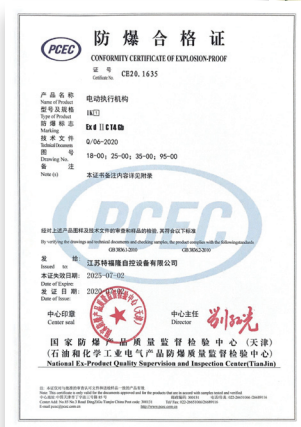 PCEC
防爆合格证
CONFORMITY CERTIFICATE OF EXPLOSION-PROOF
证号 CE20.1635
Certificate No.
产品名称 电动执行机构
Name of Product
型号及规格
Type of Product
防爆标志 Ex d II C T4 Gb
Marking
技术文件 Q/06-2020
Technical Documents
图号 18-00; 25-00; 35-00; 95-00
Drawing No.
备注 本证书备注内容详见附录
Note(s)
经对上述产品图样及技术文件的审查和样品的检验, 其符合以下标准
By verifying the drawings and technical documents and checking samples, the product complies with the following standards
GB3836.1-2010 GB3836.2-2010
发给: 江苏特福隆自控设备有限公司
Issued to
本证失效日期: 2025-07-02
Date of Expire
发证日期: 2020-07-02
Date of Issue:
中心印章 中心主任
Center seal Director
国家防爆产品质量监督检验中心 (天津)
(石油和化学工业电气产品防爆质量监督检验中心)
National Ex-Product Quality Supervision and Inspection Center(TianJin)